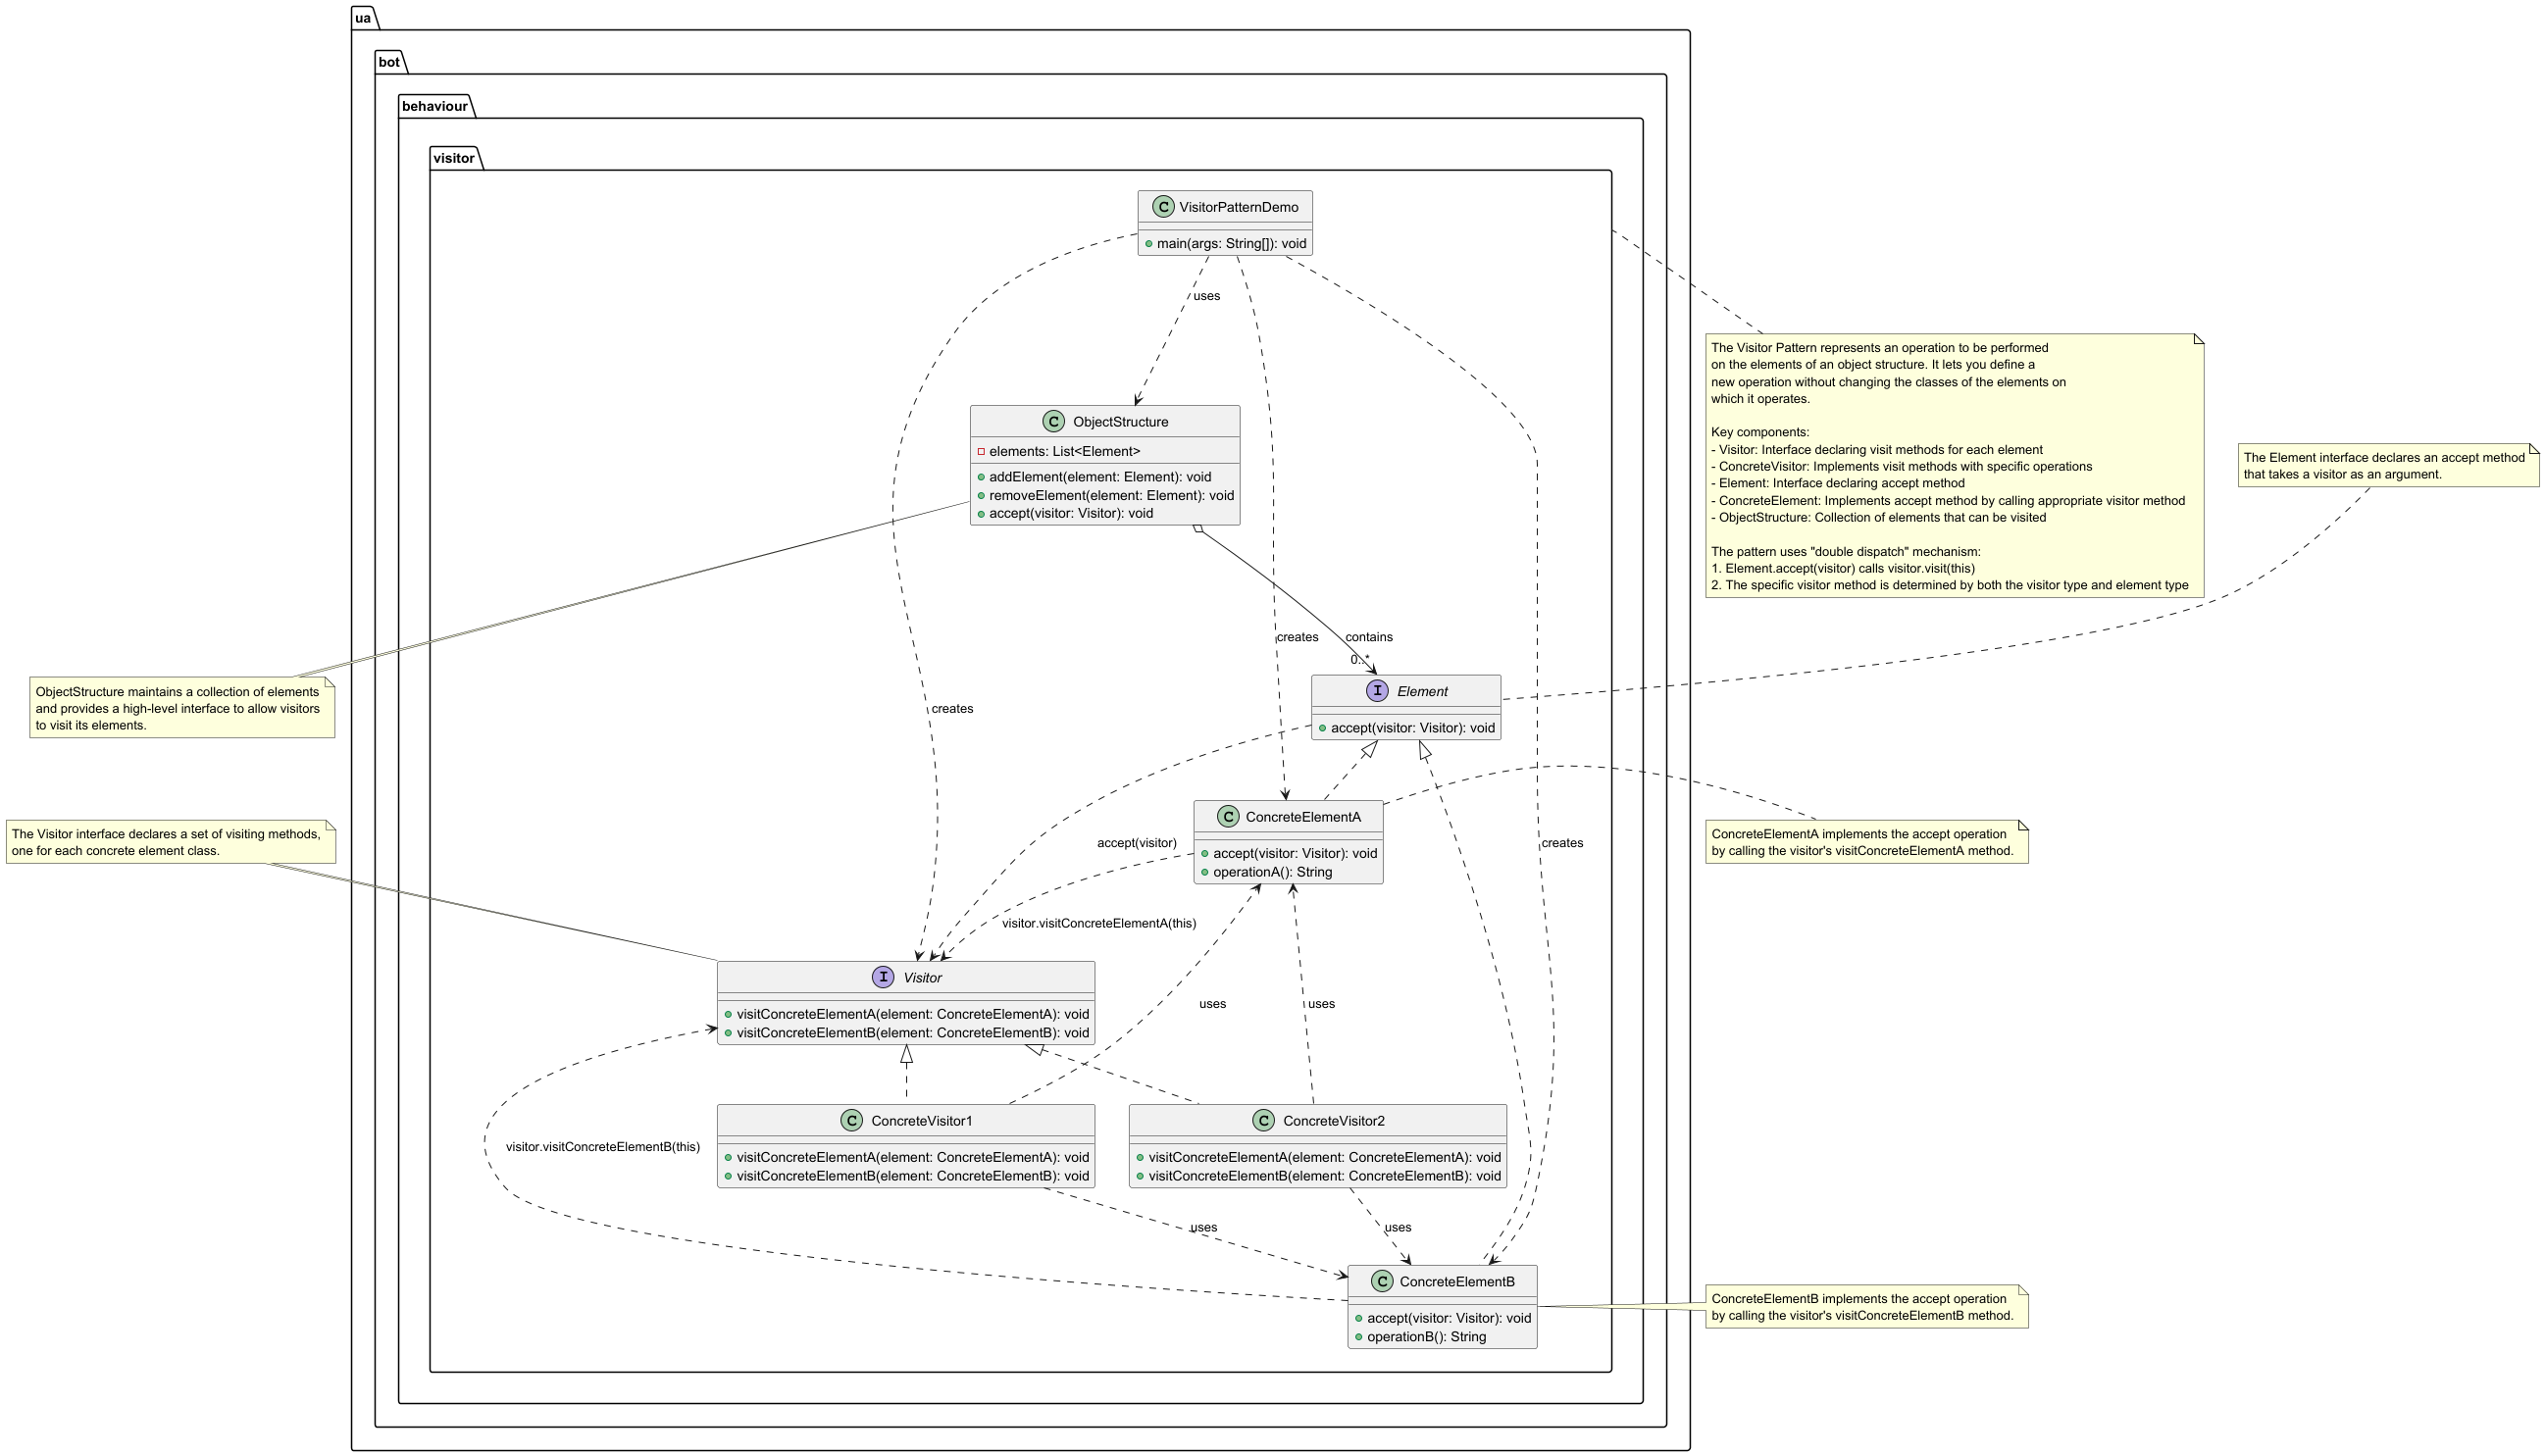 ua
bot
behaviour
visitor
VisitorPatternDemo
main(args: String[]): void
uses
The Visitor Pattern represents an operation to be performed
on the elements of an object structure. It lets you define a
new operation without changing the classes of the elements on
which it operates.
Key components:
- Visitor: Interface declaring visit methods for each element
- ConcreteVisitor: Implements visit methods with specific operations
- Element: Interface declaring accept method
- ConcreteElement: Implements accept method by calling appropriate visitor method
- ObjectStructure: Collection of elements that can be visited
The pattern uses "double dispatch" mechanism:
1. Element.accept(visitor) calls visitor.visit(this)
2. The specific visitor method is determined by both the visitor type and element type
The Element interface declares an accept method
that takes a visitor as an argument.
ObjectStructure
elements: List<Element>
addElement(element: Element): void
removeElement(element: Element): void
accept(visitor: Visitor): void
creates
contains
0..*
ObjectStructure maintains a collection of elements
and provides a high-level interface to allow visitors
to visit its elements.
creates
Element
accept(visitor: Visitor): void
The Visitor interface declares a set of visiting methods,
one for each concrete element class.
accept(visitor)
ConcreteElementA
accept(visitor: Visitor): void
operationA(): String
creates
ConcreteElementA implements the accept operation
by calling the visitor's visitConcreteElementA method.
visitor.visitConcreteElementA(this)
Visitor
visitConcreteElementA(element: ConcreteElementA): void
visitConcreteElementB(element: ConcreteElementB): void
uses
uses
visitor.visitConcreteElementB(this)
ConcreteVisitor1
visitConcreteElementA(element: ConcreteElementA): void
visitConcreteElementB(element: ConcreteElementB): void
ConcreteVisitor2
visitConcreteElementA(element: ConcreteElementA): void
visitConcreteElementB(element: ConcreteElementB): void
uses
uses
ConcreteElementB
accept(visitor: Visitor): void
operationB(): String
ConcreteElementB implements the accept operation
by calling the visitor's visitConcreteElementB method.